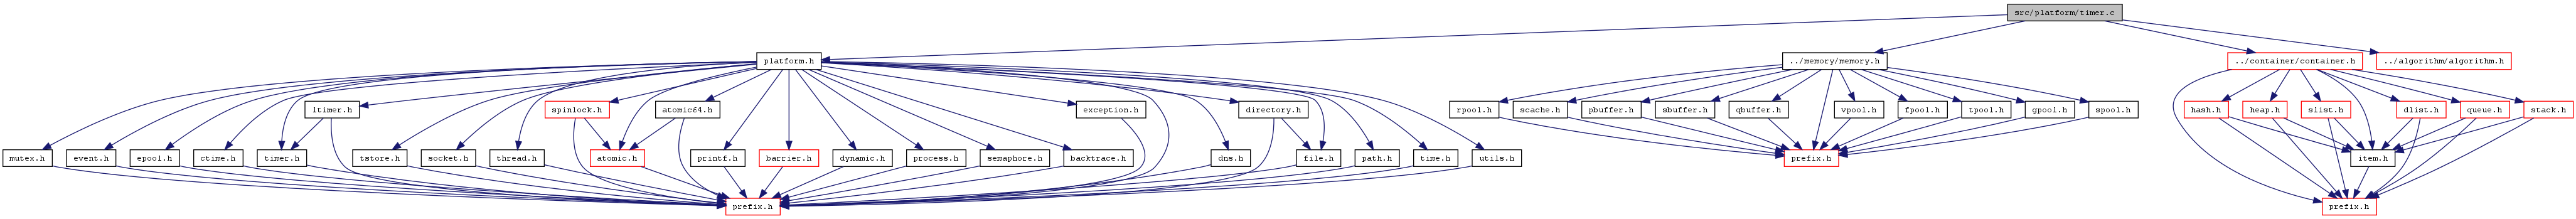 src/platform/timer.c
platform.h
../memory/memory.h
../container/container.h
../algorithm/algorithm.h
ltimer.h
spinlock.h
atomic64.h
exception.h
directory.h
rpool.h
scache.h
pbuffer.h
sbuffer.h
qbuffer.h
vpool.h
fpool.h
tpool.h
gpool.h
spool.h
hash.h
heap.h
slist.h
dlist.h
queue.h
stack.h
mutex.h
event.h
epool.h
ctime.h
timer.h
tstore.h
socket.h
thread.h
atomic.h
printf.h
barrier.h
dynamic.h
process.h
semaphore.h
backtrace.h
dns.h
file.h
path.h
time.h
utils.h
prefix.h
item.h
prefix.h
prefix.h